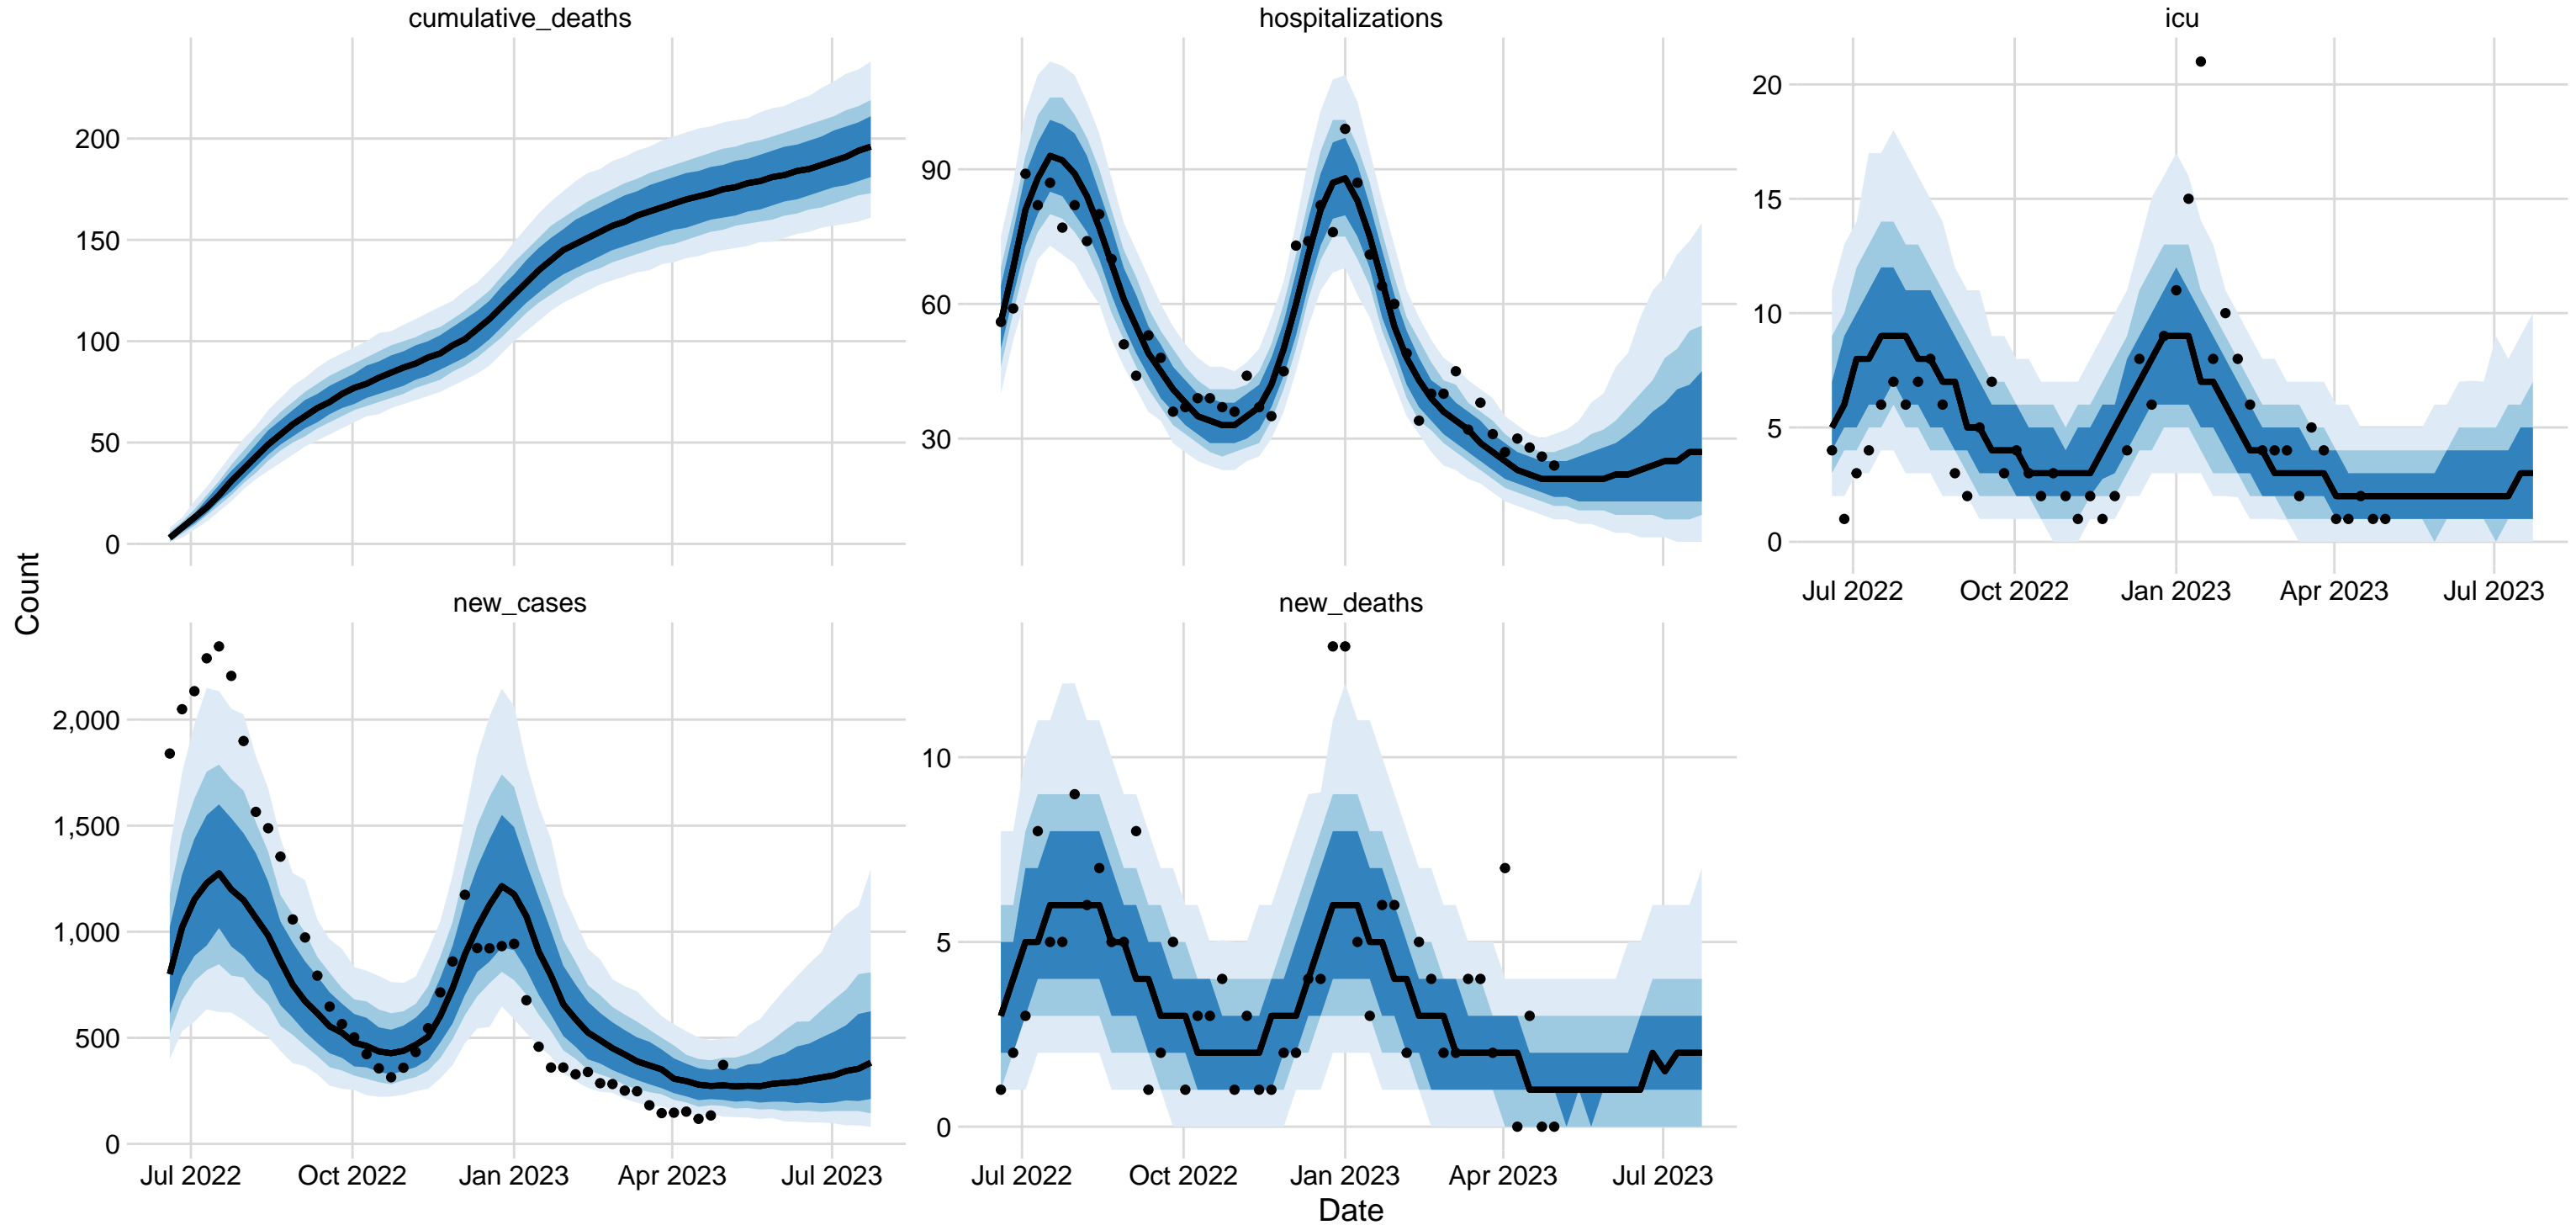 cumulative_deaths
hospitalizations
icu
200
150
100
50
0
90
60
30
20
15
10
5
0
Jul 2022 Oct 2022 Jan 2023 Apr 2023 Jul 2023
Count
new_cases
new_deaths
2,000
1,500
1,000
500
0
10
5
0
Jul 2022 Oct 2022 Jan 2023 Apr 2023 Jul 2023
Jul 2022 Oct 2022 Jan 2023 Apr 2023 Jul 2023
Date